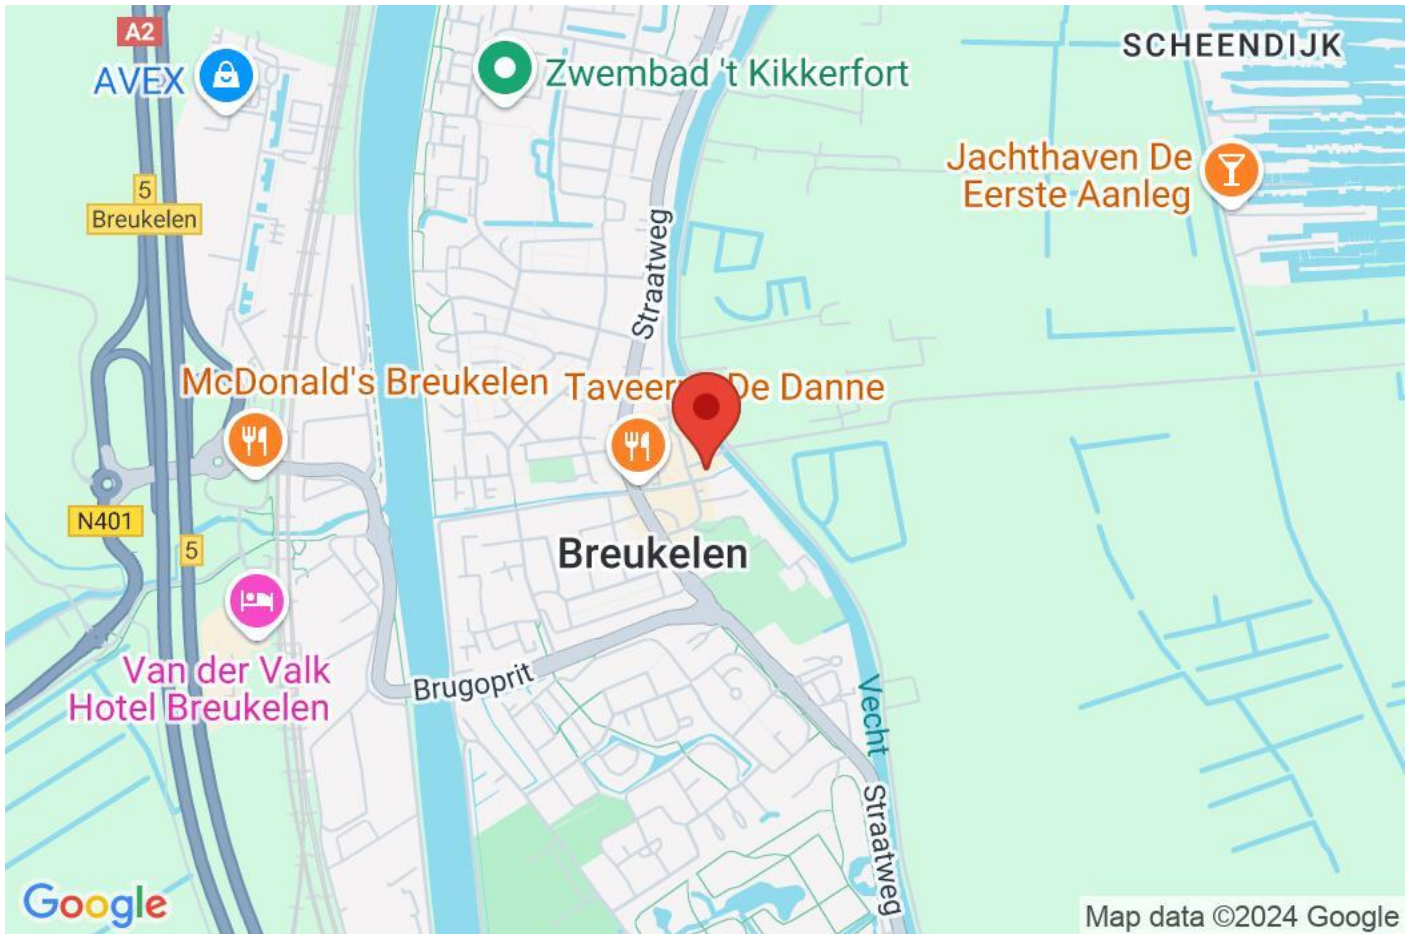 A2
AVEX
Zwembad 't Kikkerfort
SCHEENDIJK
Jachthaven De
Eerste Aanleg
5
Breukelen
Straatweg
McDonald's Breukelen
De Danne
N401
5
Breukelen
Van der Valk
Hotel Breukelen
Brugoprit
Vecht
Straatweg
Google
Map data ©2024 Google